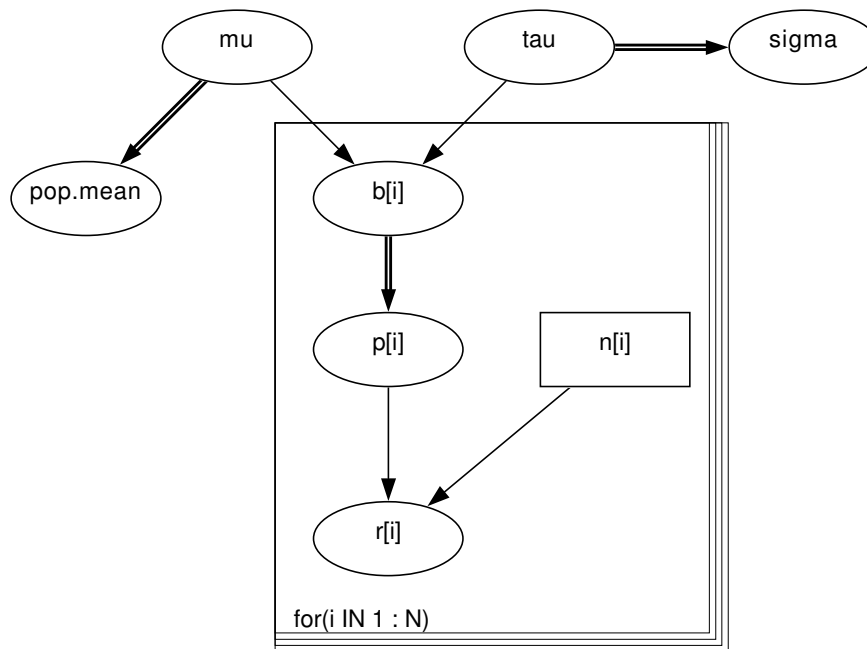 mu
tau
sigma
pop.mean
b[i]
p[i]
n[i]
r[i]
for(i IN 1 : N)